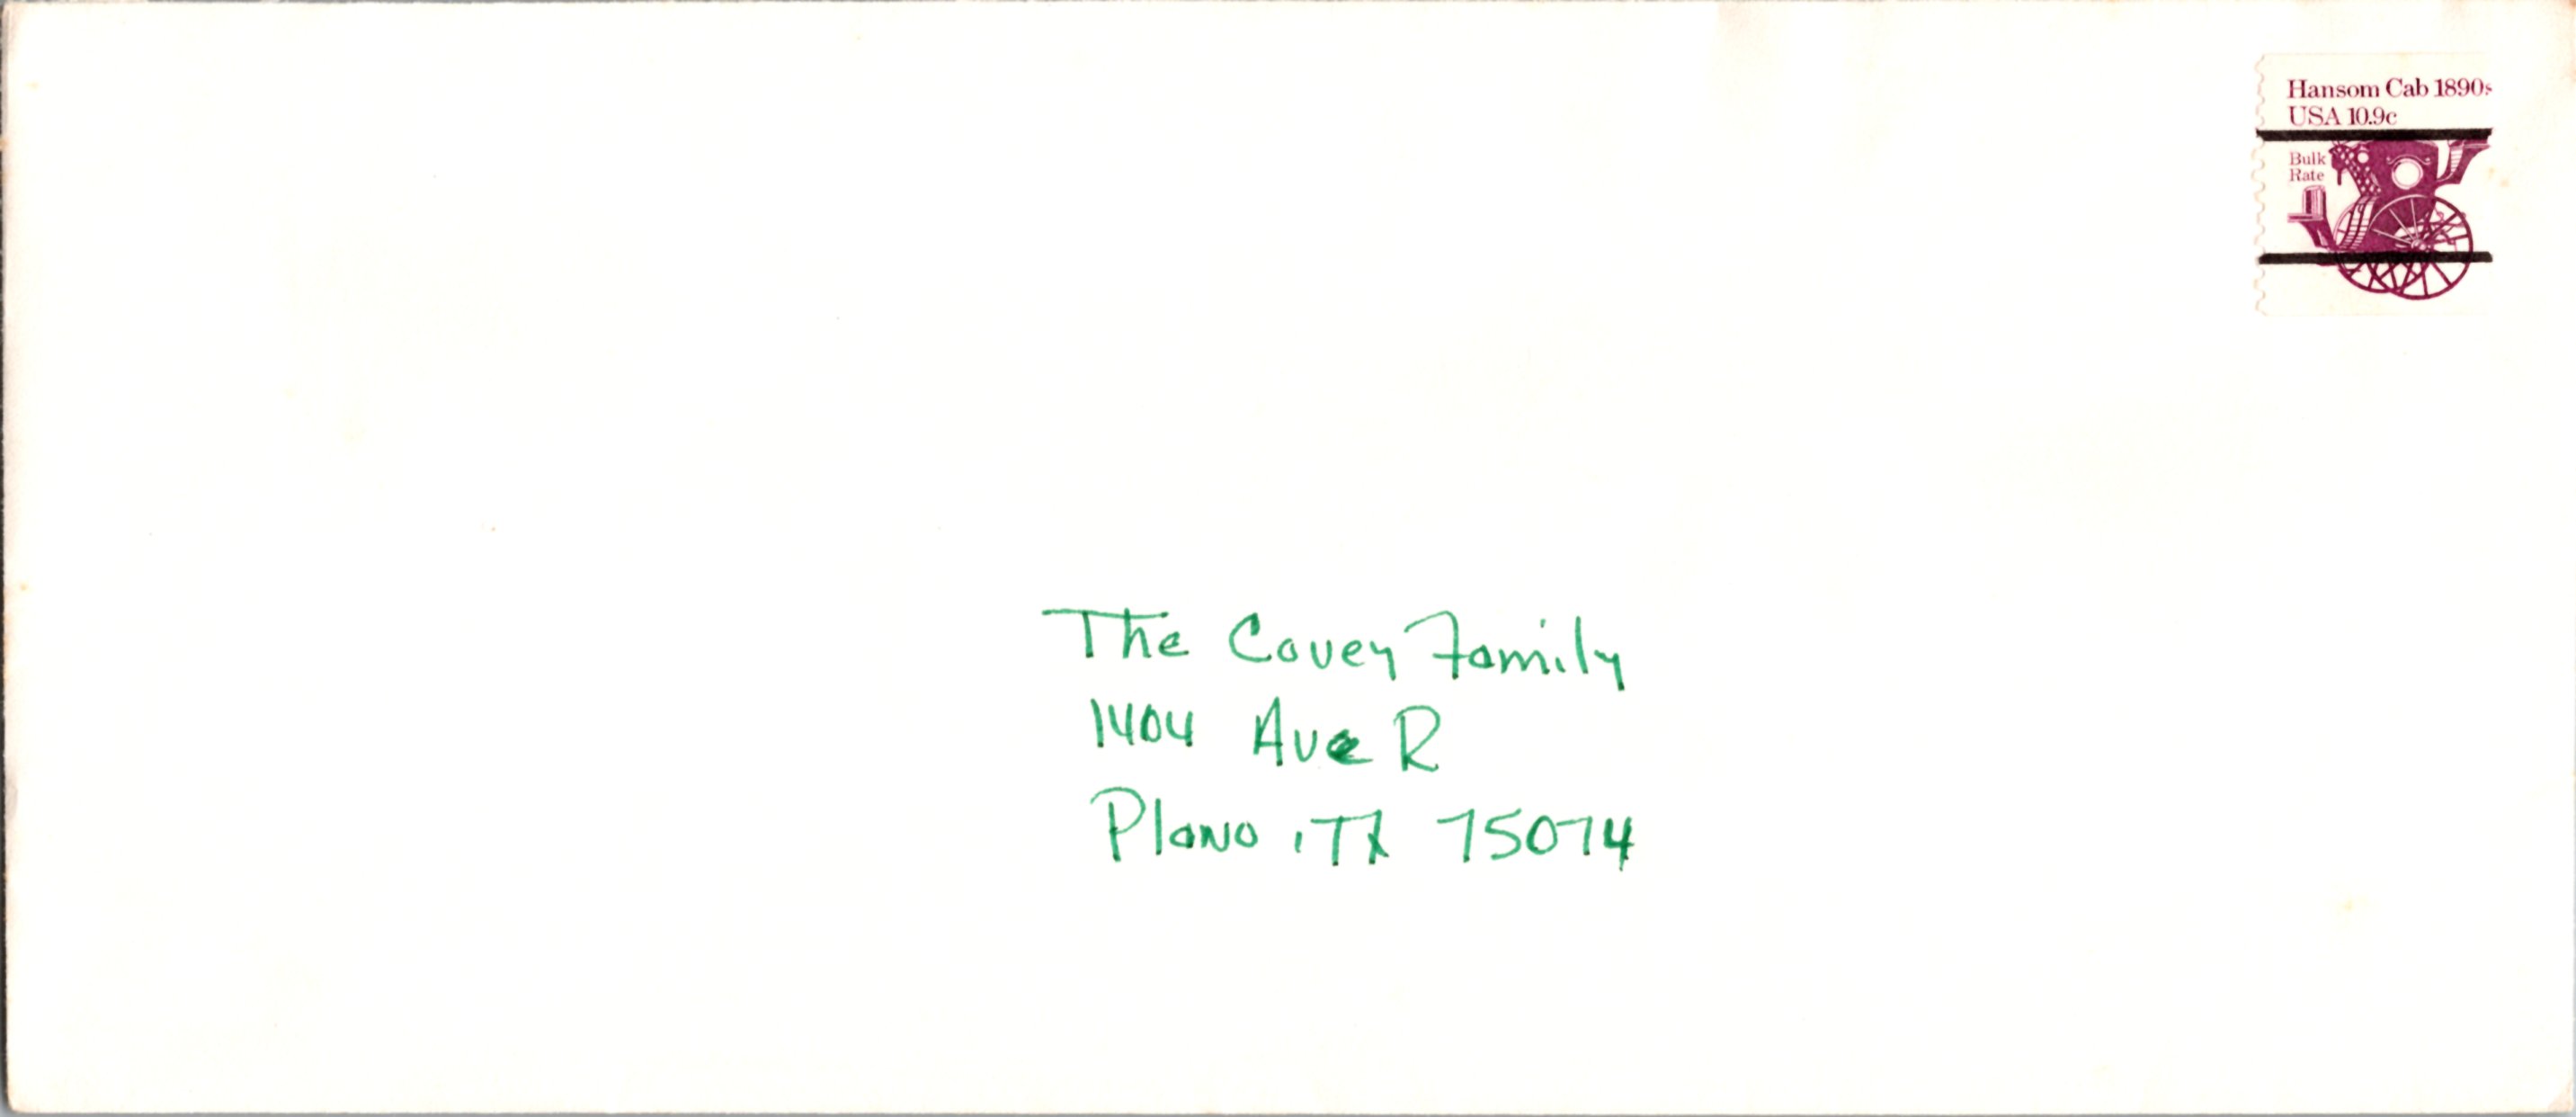 Hansom Cab 1890s
USA 10.9c
Bulk
Rate
The Covey Family
1404 Ave R
Plano, TX 75074